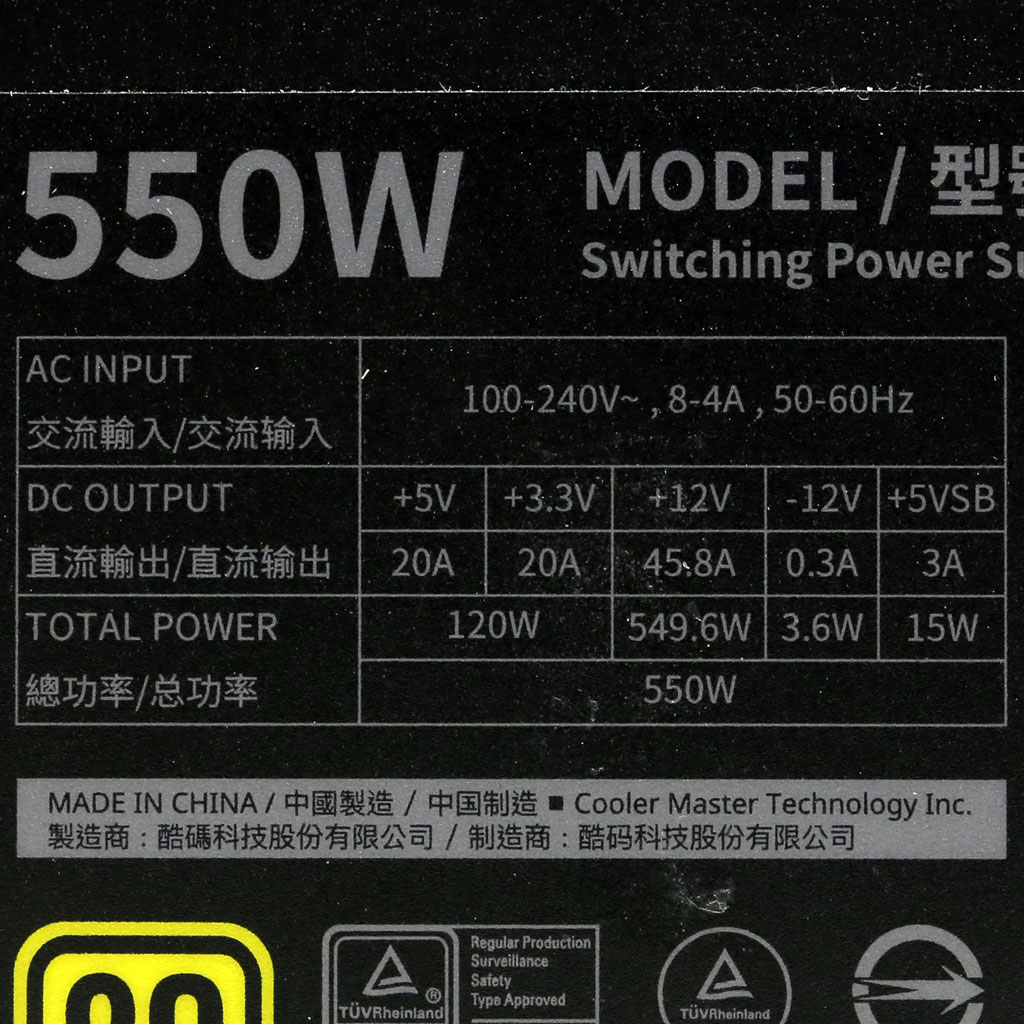 550W
MODEL / 型
Switching Power
AC INPUT
交流輸入/交流输入
100-240V~ , 8-4A , 50-60Hz
DC OUTPUT
直流輸出/直流输出
+5V +3.3V +12V -12V +5VSB
20A 20A 45.8A 0.3A 3A
TOTAL POWER
總功率/总功率
120W 549.6W 3.6W 15W
550W
MADE IN CHINA / 中國製造 / 中国制造 ■ Cooler Master Technology Inc.
製造商 : 酷碼科技股份有限公司 / 制造商 : 酷码科技股份有限公司
TÜVRheinland ®
Regular Production
Surveillance
Safety
Type Approved
TÜVRheinland